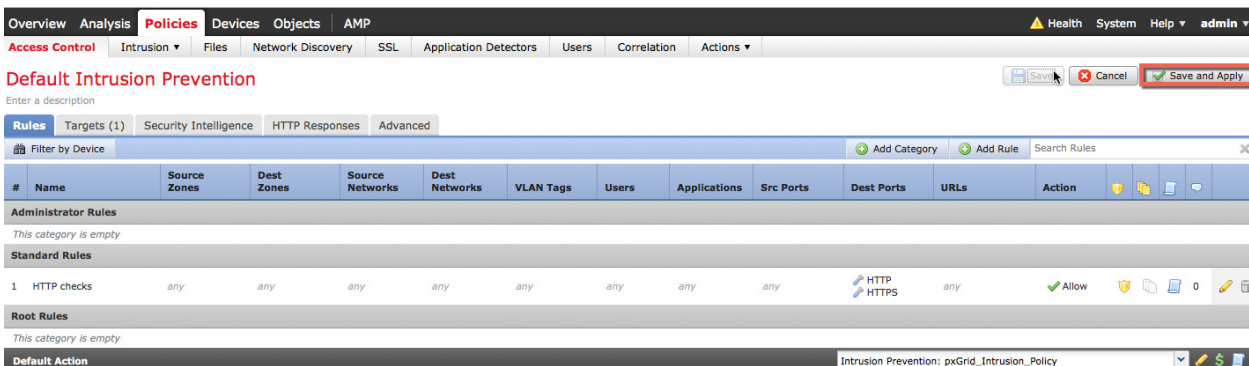 Overview Analysis Policies Devices Objects AMP Health System Help ▾ admin ▾
Access Control Intrusion ▾ Files Network Discovery SSL Application Detectors Users Correlation Actions ▾
Default Intrusion Prevention Save Cancel Save and Apply
Enter a description
Rules Targets (1) Security Intelligence HTTP Responses Advanced
Filter by Device Add Category Add Rule Search Rules
# Name Source Zones Dest Zones Source Networks Dest Networks VLAN Tags Users Applications Src Ports Dest Ports URLs Action
Administrator Rules
This category is empty
Standard Rules
1 HTTP checks any any any any any any any any HTTP HTTPS any Allow 0
Root Rules
This category is empty
Default Action Intrusion Prevention: pxGrid_Intrusion_Policy